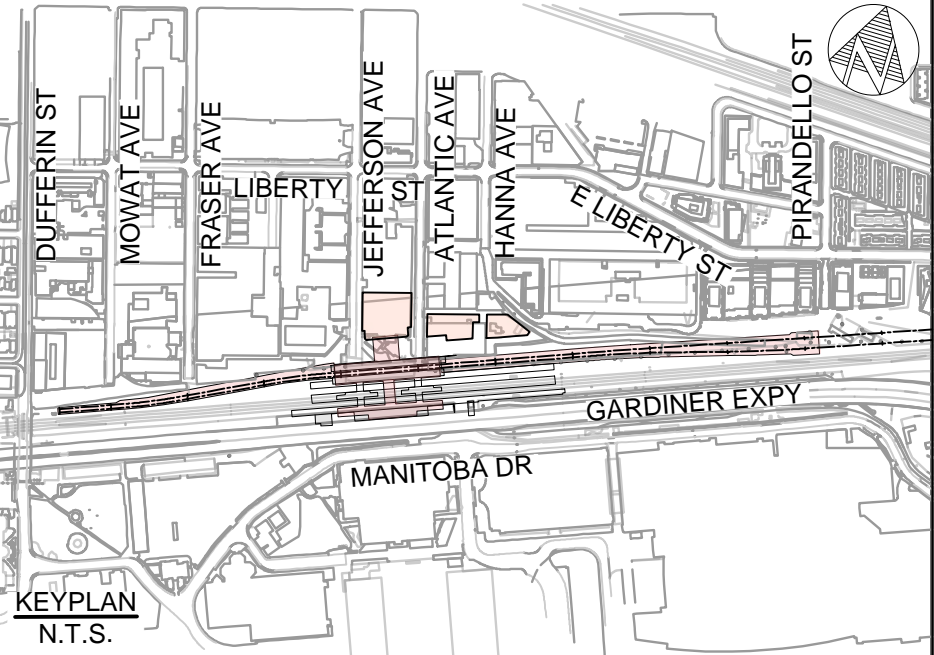 DUFFERIN ST
MOWAT AVE
FRASER AVE
JEFFERSON AVE
ATLANTIC AVE
HANNA AVE
PIRANDELLO ST
LIBERTY ST
E LIBERTY ST
GARDINER EXPY
MANITOBA DR
KEYPLAN
N.T.S.
N